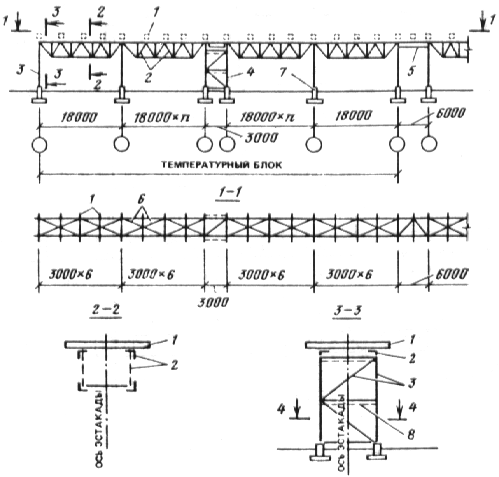 1 3 2 1 1
3 2 4 7 5
3 2
18000 18000×п 18000×п 18000 6000
3000
ТЕМПЕРАТУРНЫЙ БЛОК
1-1
1 6
3000×6 3000×6 3000×6 3000×6 6000
3000
2-2 3-3
1
2
ОСЬ ЭСТАКАДЫ
1
2
3
4 4
8
ОСЬ ЭСТАКАДЫ